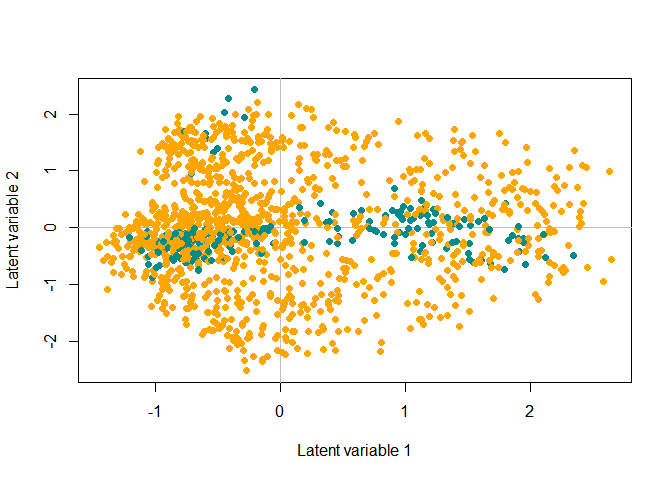 2
1
0
-1
-2
Latent variable 2
-1 0 1 2
Latent variable 1